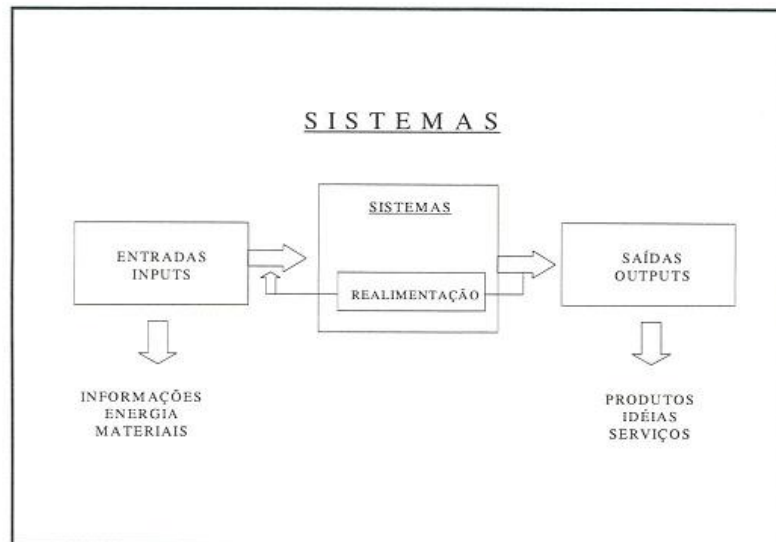 SISTEMAS
SISTEMAS
ENTRADAS
INPUTS
REALIMENTAÇÃO
SAÍDAS
OUTPUTS
INFORMAÇÕES
ENERGIA
MATERIAIS
PRODUTOS
IDÉIAS
SERVIÇOS